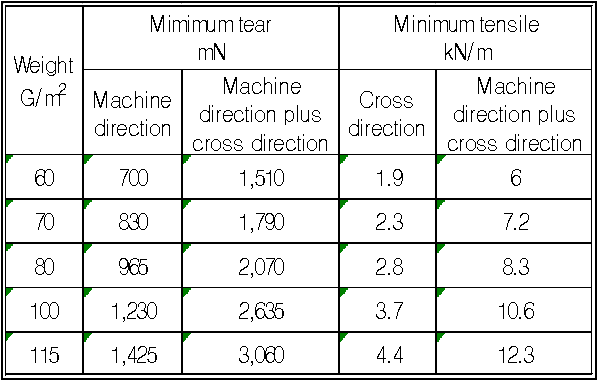 Weight
G/m²
Mimimum tear
mN
Minimum tensile
kN/m
Machine
direction
Machine
direction plus
cross direction
Cross
direction
Machine
direction plus
cross direction
60 700 1,510 1.9 6
70 830 1,790 2.3 7.2
80 965 2,070 2.8 8.3
100 1,230 2,635 3.7 10.6
115 1,425 3,060 4.4 12.3